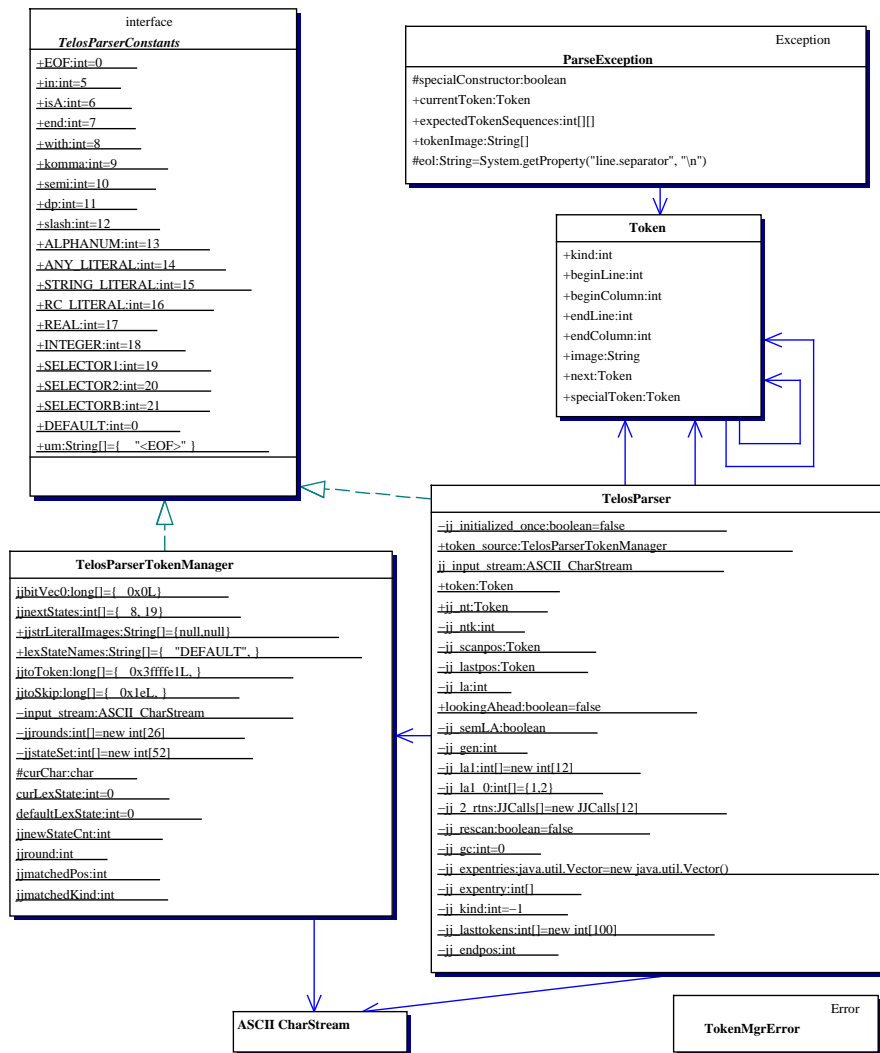 interface
TelosParserConstants
+EOF:int=0
+in:int=5
+isA:int=6
+end:int=7
+with:int=8
+komma:int=9
+semi:int=10
+dp:int=11
+slash:int=12
+ALPHANUM:int=13
+ANY_LITERAL:int=14
+STRING_LITERAL:int=15
+RC_LITERAL:int=16
+REAL:int=17
+INTEGER:int=18
+SELECTOR1:int=19
+SELECTOR2:int=20
+SELECTORB:int=21
+DEFAULT:int=0
+um:String[]={ "<EOF>" }
Exception
ParseException
#specialConstructor:boolean
+currentToken:Token
+expectedTokenSequences:int[][]
+tokenImage:String[]
#eol:String=System.getProperty("line.separator", "\n")
Token
+kind:int
+beginLine:int
+beginColumn:int
+endLine:int
+endColumn:int
+image:String
+next:Token
+specialToken:Token
TelosParserTokenManager
jjbitVec0:long[]={ 0x0L}
jjnextStates:int[]={ 8, 19}
+jjstrLiteralImages:String[]={null,null}
+lexStateNames:String[]={ "DEFAULT", }
jjtoToken:long[]={ 0x3ffffe1L, }
jjtoSkip:long[]={ 0x1eL, }
−input_stream:ASCII_CharStream
−jjrounds:int[]=new int[26]
−jjstateSet:int[]=new int[52]
#curChar:char
curLexState:int=0
defaultLexState:int=0
jjnewStateCnt:int
jjround:int
jjmatchedPos:int
jjmatchedKind:int
TelosParser
−jj_initialized_once:boolean=false
+token_source:TelosParserTokenManager
jj_input_stream:ASCII_CharStream
+token:Token
+jj_nt:Token
−jj_ntk:int
−jj_scanpos:Token
−jj_lastpos:Token
−jj_la:int
+lookingAhead:boolean=false
−jj_semLA:boolean
−jj_gen:int
−jj_la1:int[]=new int[12]
−jj_la1_0:int[]={1,2}
−jj_2_rtns:JJCalls[]=new JJCalls[12]
−jj_rescan:boolean=false
−jj_gc:int=0
−jj_expentries:java.util.Vector=new java.util.Vector()
−jj_expentry:int[]
−jj_kind:int=−1
−jj_lasttokens:int[]=new int[100]
−jj_endpos:int
ASCII CharStream
Error
TokenMgrError